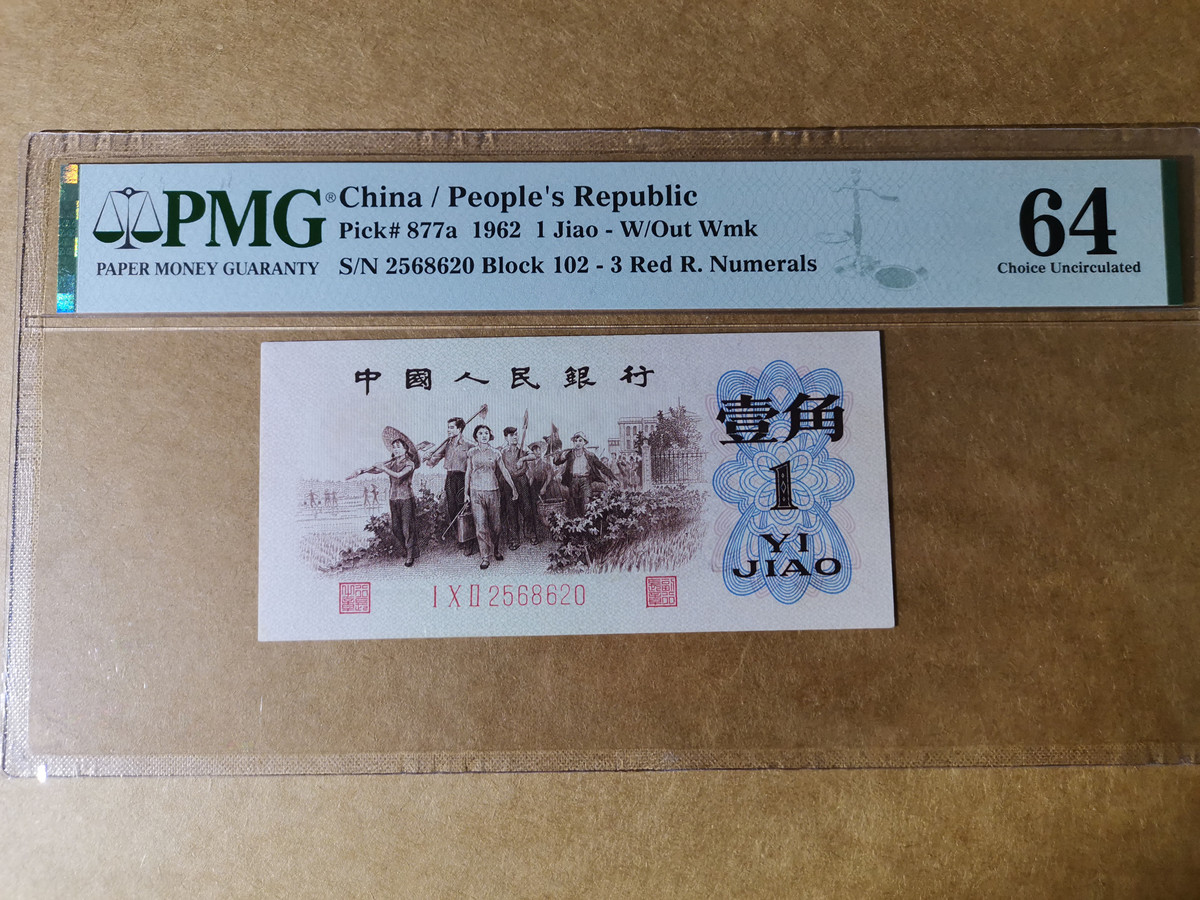 PMG®
PAPER MONEY GUARANTY
China / People's Republic
Pick# 877a 1962 1 Jiao - W/Out Wmk
S/N 2568620 Block 102 - 3 Red R. Numerals
64
Choice Uncirculated
中國人民銀行
壹角
1
YI
JIAO
I X II 2568620